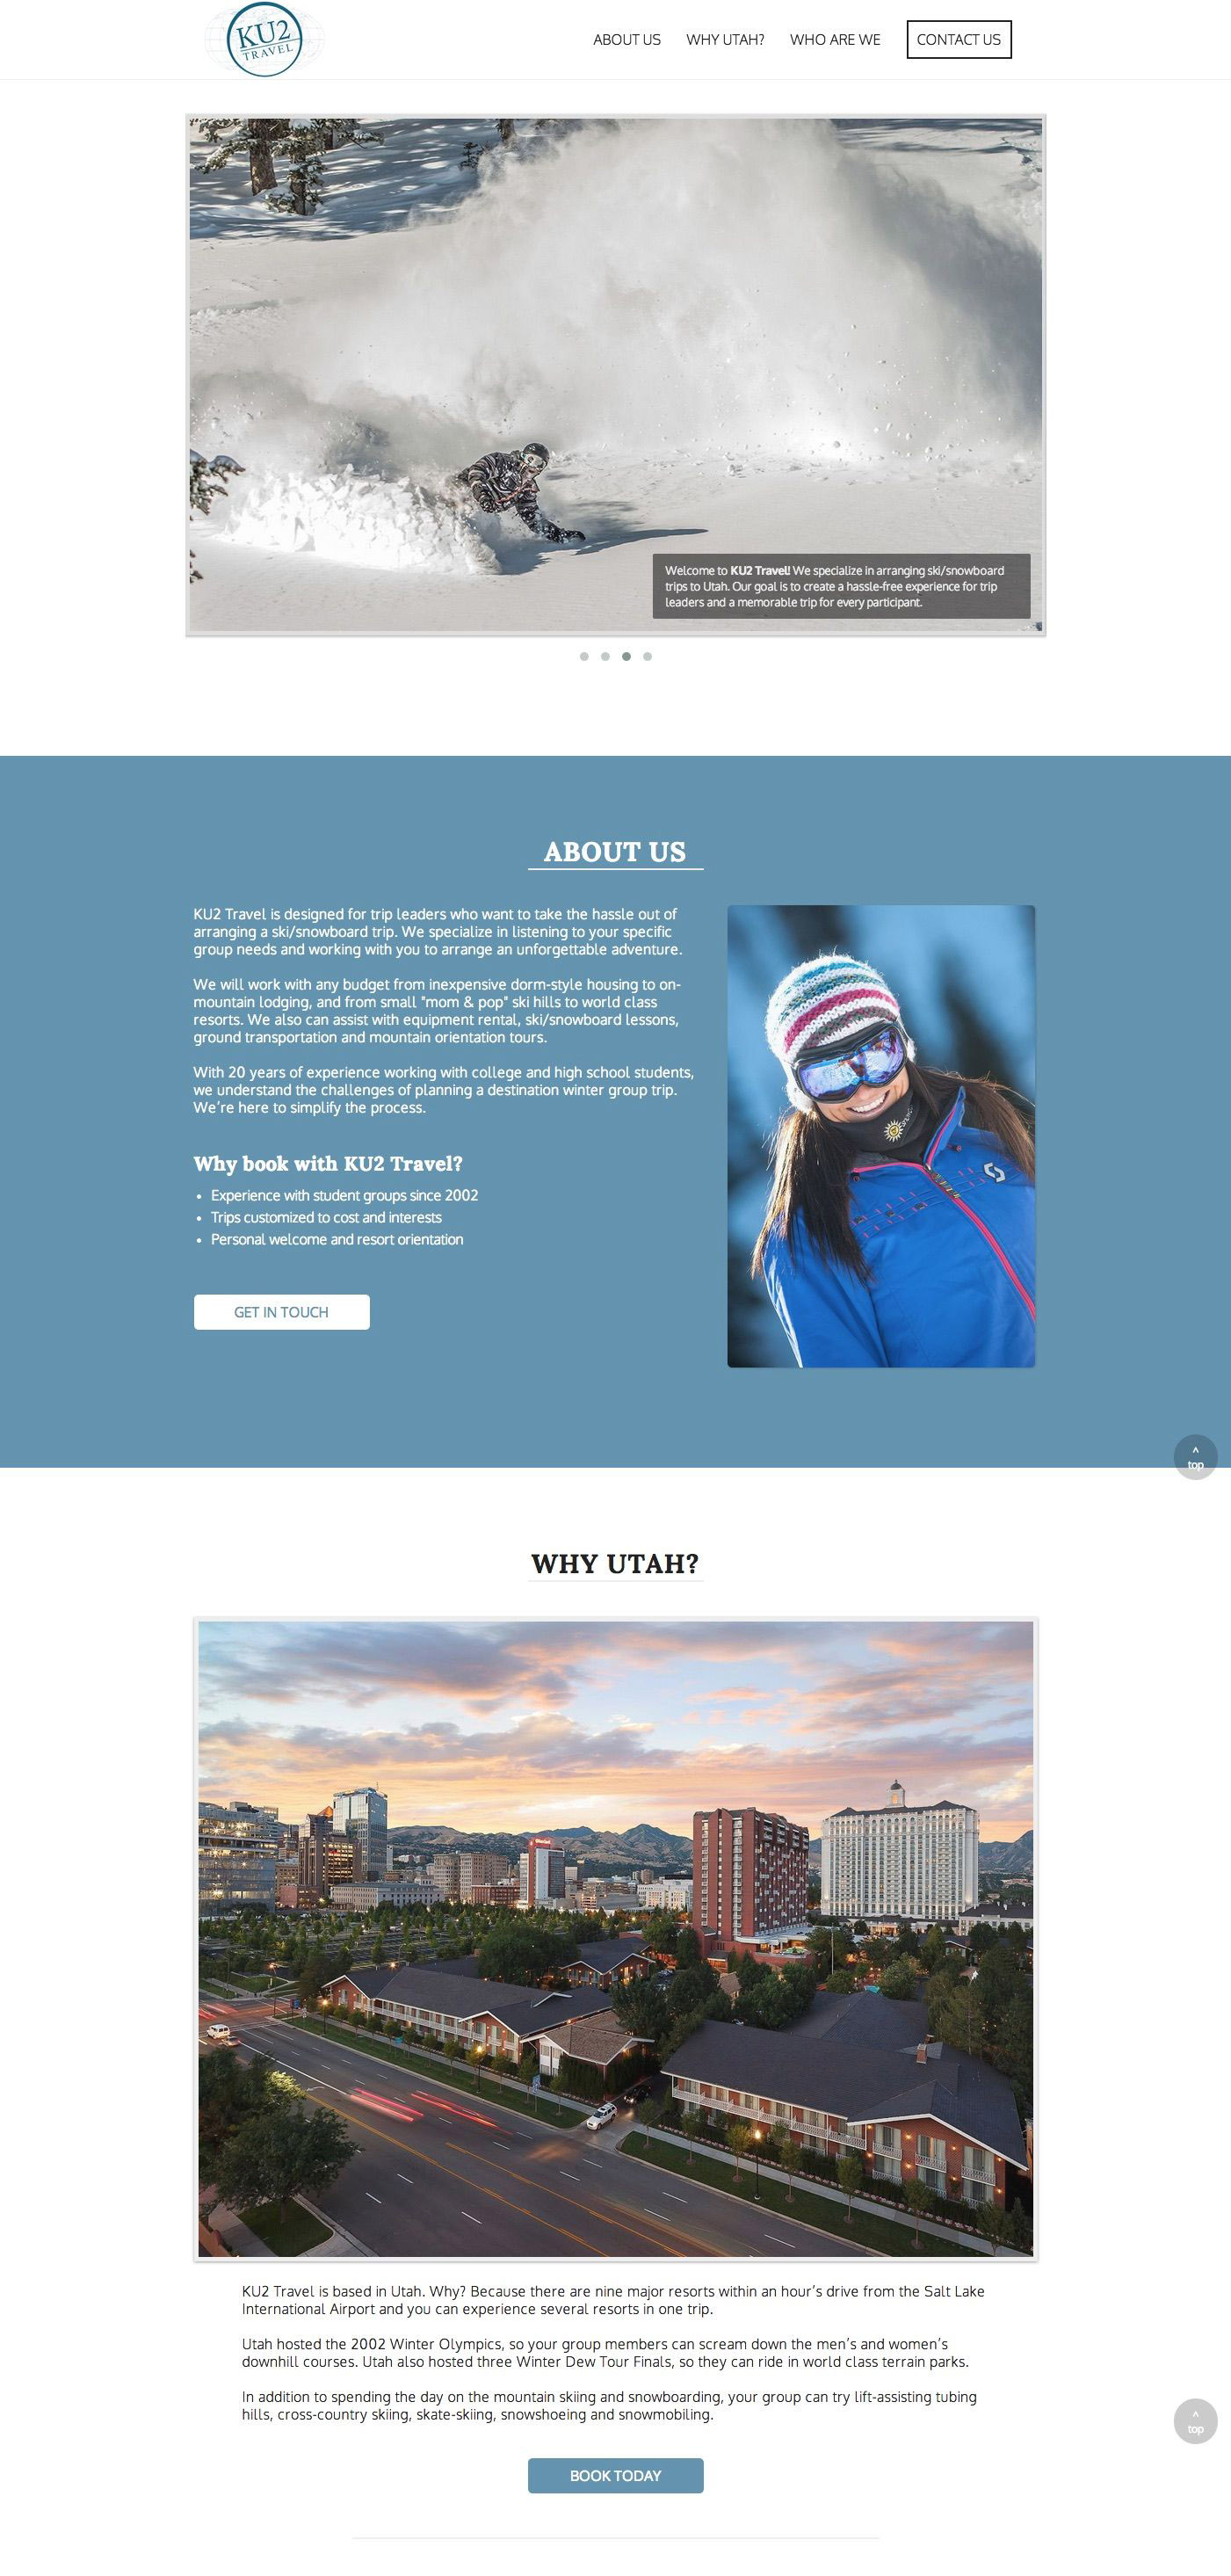 KU2
TRAVEL
ABOUT US
WHY UTAH?
WHO ARE WE
CONTACT US
Welcome to KU2 Travel! We specialize in arranging ski/snowboard
trips to Utah. Our goal is to create a hassle-free experience for trip
leaders and a memorable trip for every participant.
ABOUT US
KU2 Travel is designed for trip leaders who want to take the hassle out of
arranging a ski/snowboard trip. We specialize in listening to your specific
group needs and working with you to arrange an unforgettable adventure.
We will work with any budget from inexpensive dorm-style housing to on-
mountain lodging, and from small "mom & pop" ski hills to world class
resorts. We also can assist with equipment rental, ski/snowboard lessons,
ground transportation and mountain orientation tours.
With 20 years of experience working with college and high school students,
we understand the challenges of planning a destination winter group trip.
We’re here to simplify the process.
Why book with KU2 Travel?
• Experience with student groups since 2002
• Trips customized to cost and interests
• Personal welcome and resort orientation
GET IN TOUCH
^
top
WHY UTAH?
KU2 Travel is based in Utah. Why? Because there are nine major resorts within an hour’s drive from the Salt Lake
International Airport and you can experience several resorts in one trip.
Utah hosted the 2002 Winter Olympics, so your group members can scream down the men’s and women’s
downhill courses. Utah also hosted three Winter Dew Tour Finals, so they can ride in world class terrain parks.
In addition to spending the day on the mountain skiing and snowboarding, your group can try lift-assisting tubing
hills, cross-country skiing, skate-skiing, snowshoeing and snowmobiling.
^
top
BOOK TODAY